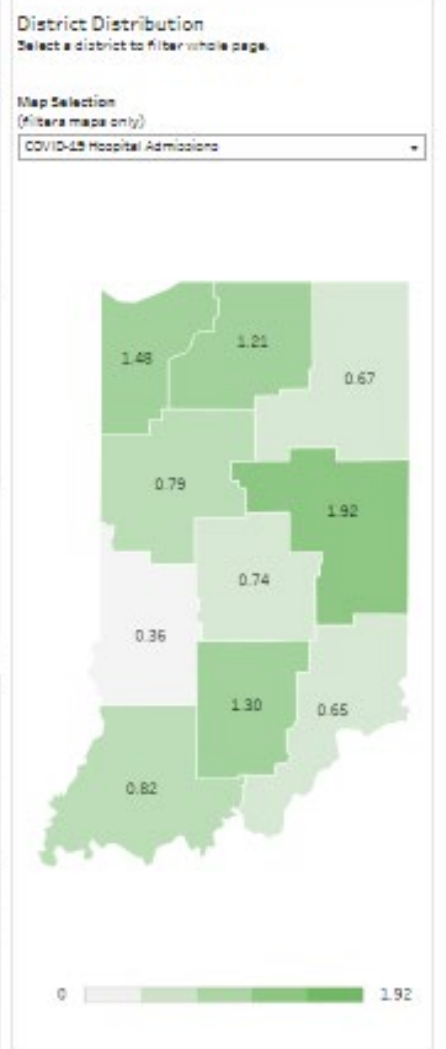 District Distribution
Select a district to filter whole page.
Map Selection
(filters maps only)
COVID-19 Hospital Admissions
1.48
1.21
0.67
0.79
1.92
0.74
0.36
1.30
0.65
0.82
0
1.92